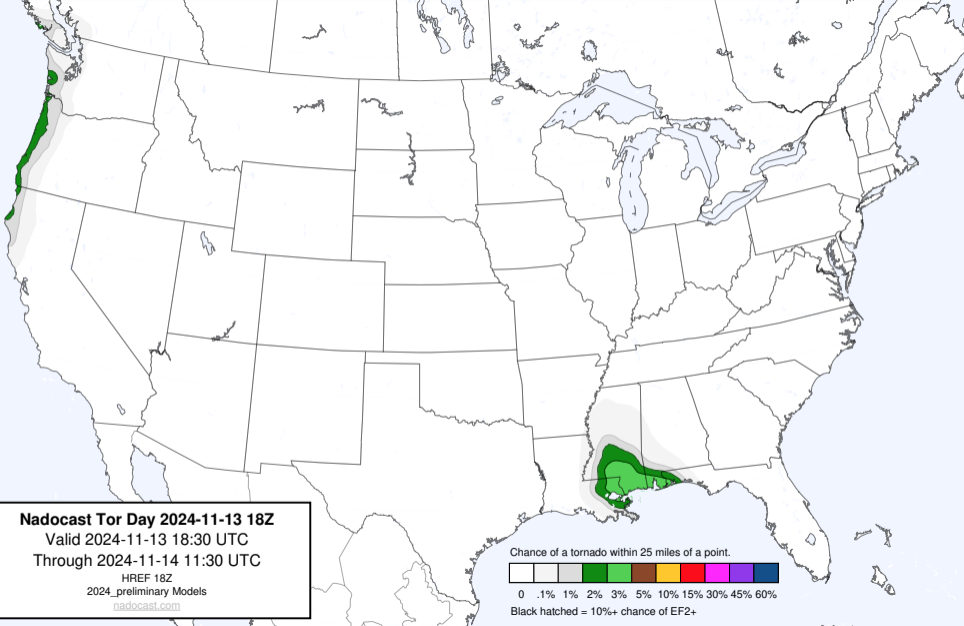 Nadocast Tor Day 2024-11-13 18Z
Valid 2024-11-13 18:30 UTC
Through 2024-11-14 11:30 UTC
HREF 18Z
2024_preliminary Models
nadocast.com
Chance of a tornado within 25 miles of a point.
0 .1% 1% 2% 3% 5% 10% 15% 30% 45% 60%
Black hatched = 10%+ chance of EF2+